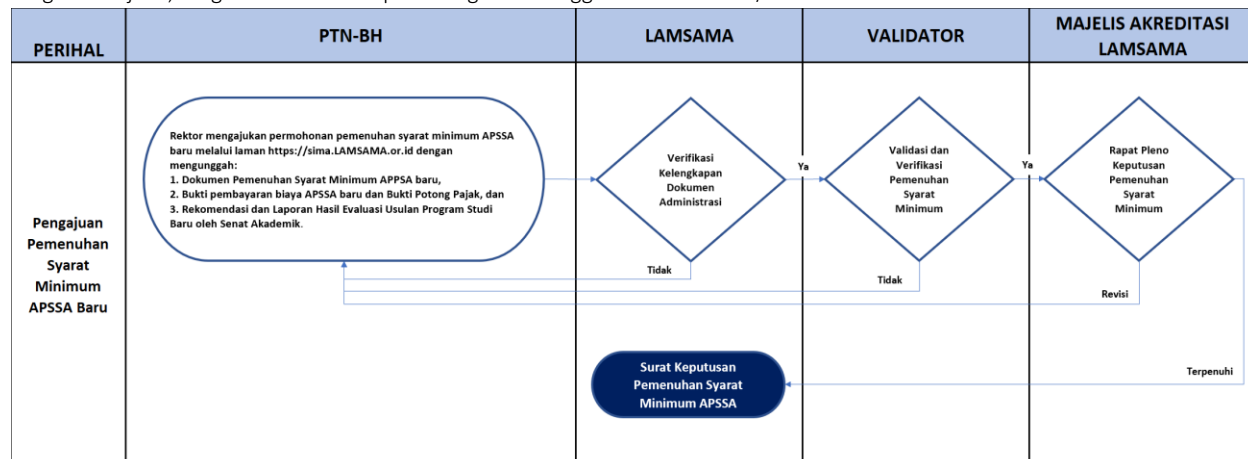 PERIHAL
PTN-BH
LAMSAMA
VALIDATOR
MAJELIS AKREDITASI
LAMSAMA
Pengajuan
Pemenuhan
Syarat
Minimum
APSSA Baru
Rektor mengajukan permohonan pemenuhan syarat minimum APSSA
baru melalui laman https://sima.LAMSAMA.or.id dengan
mengunggah:
1. Dokumen Pemenuhan Syarat Minimum APPSA baru,
2. Bukti pembayaran biaya APSSA baru dan Bukti Potong Pajak, dan
3. Rekomendasi dan Laporan Hasil Evaluasi Usulan Program Studi
Baru oleh Senat Akademik.
Verifikasi
Kelengkapan
Dokumen
Administrasi
Ya
Validasi dan
Verifikasi
Pemenuhan
Syarat
Minimum
Ya
Rapat Pleno
Keputusan
Pemenuhan
Syarat
Minimum
Tidak
Tidak
Revisi
Terpenuhi
Surat Keputusan
Pemenuhan Syarat
Minimum APSSA